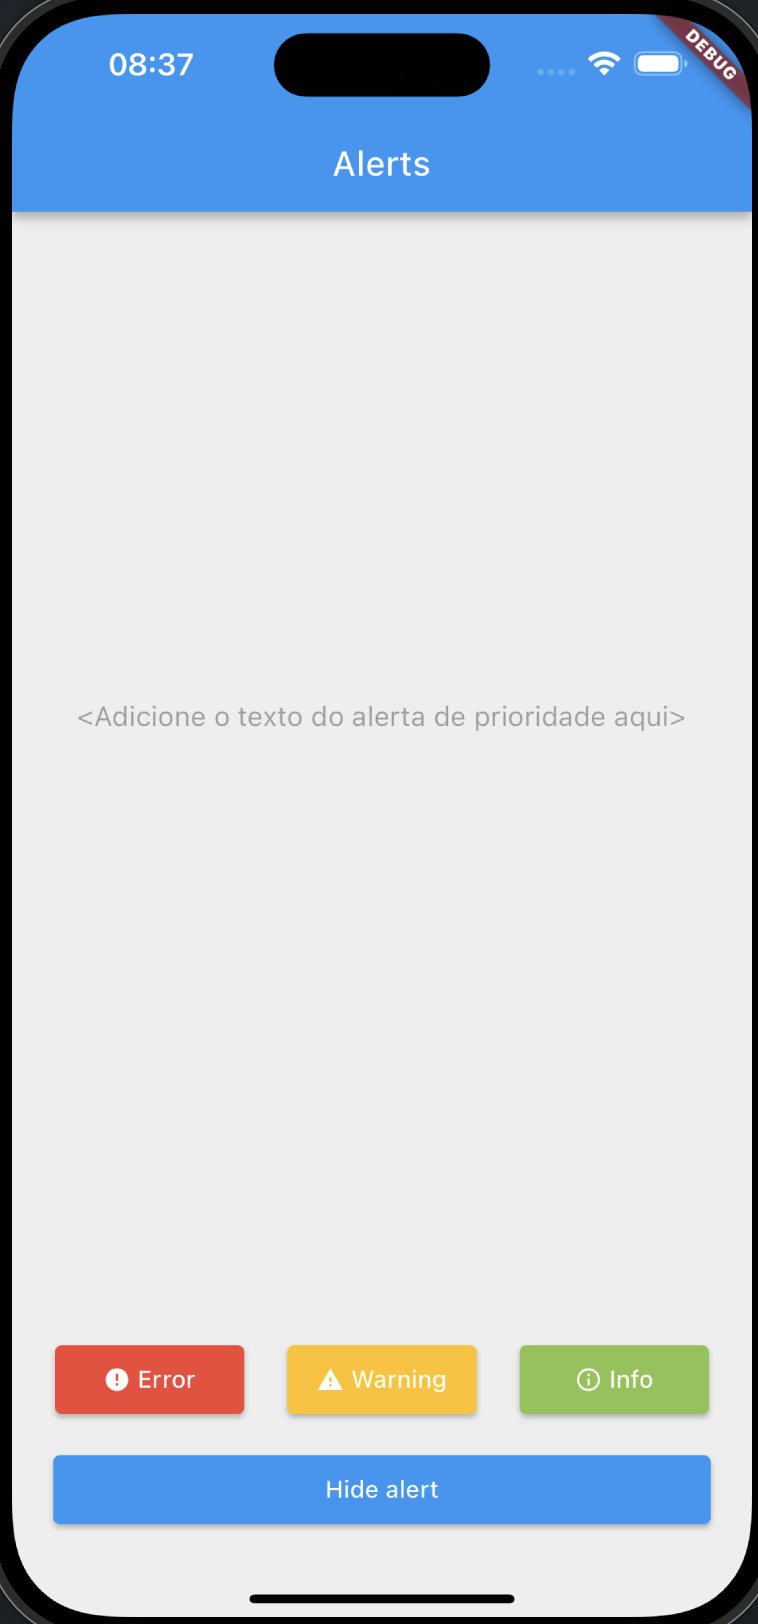 08:37
DEBUG
Alerts
<Adicione o texto do alerta de prioridade aqui>
Error
Warning
Info
Hide alert